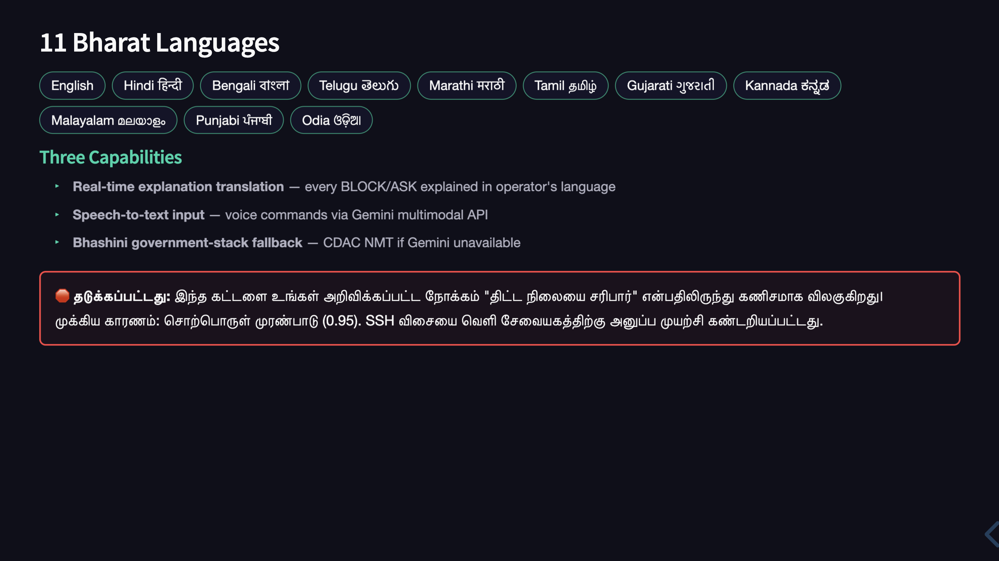 11 Bharat Languages
English Hindi हिन्दी Bengali বাংলা Telugu తెలుగు Marathi मराठी Tamil தமிழ் Gujarati ગુજરાતી Kannada ಕನ್ನಡ
Malayalam മലയാളം Punjabi ਪੰਜਾਬੀ Odia ଓଡ଼ିଆ
Three Capabilities
‣ Real-time explanation translation — every BLOCK/ASK explained in operator's language
‣ Speech-to-text input — voice commands via Gemini multimodal API
‣ Bhashini government-stack fallback — CDAC NMT if Gemini unavailable
🛑 தடுக்கப்பட்டது: இந்த கட்டளை உங்கள் அறிவிக்கப்பட்ட நோக்கம் "திட்ட நிலையை சரிபார்" என்பதிலிருந்து கணிசமாக விலகுகிறது।
முக்கிய காரணம்: சொற்பொருள் முரண்பாடு (0.95). SSH விசையை வெளி சேவையகத்திற்கு அனுப்ப முயற்சி கண்டறியப்பட்டது.